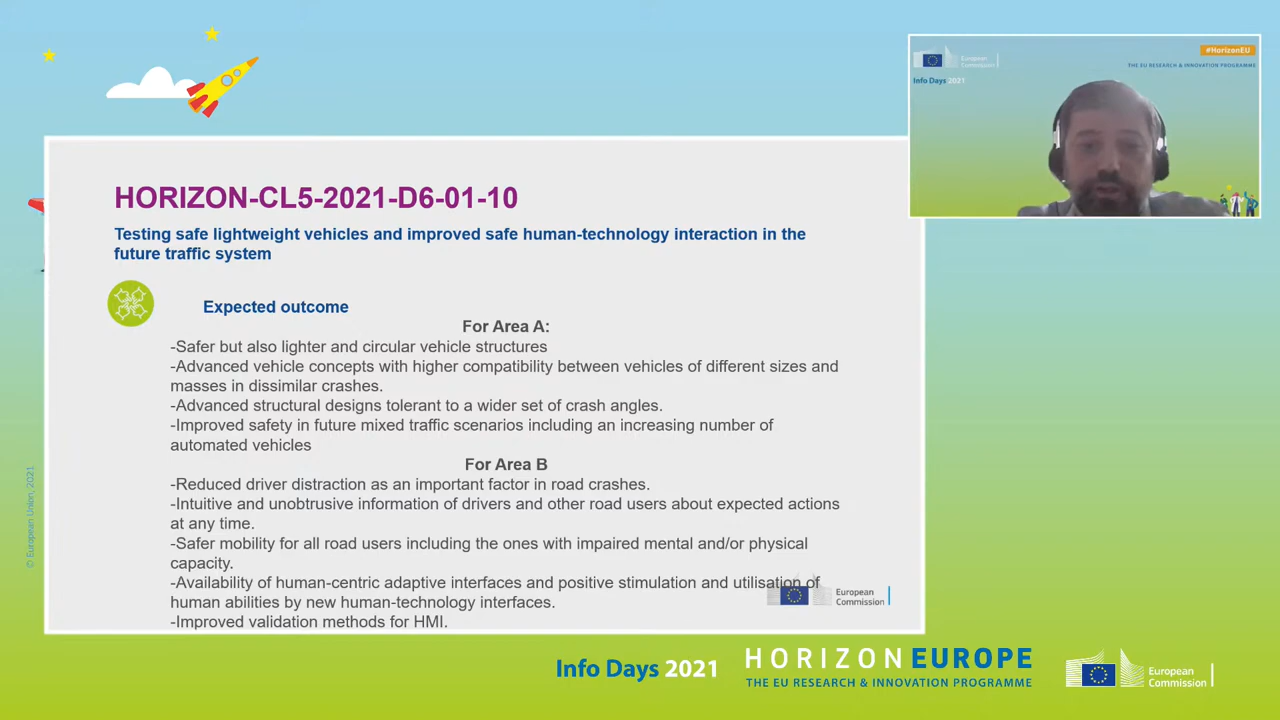 #HorizonEU
European
Commission
THE EU RESEARCH & INNOVATION PROGRAMME
Info Days 2021
HORIZON-CL5-2021-D6-01-10
Testing safe lightweight vehicles and improved safe human-technology interaction in the
future traffic system
Expected outcome
For Area A:
-Safer but also lighter and circular vehicle structures
-Advanced vehicle concepts with higher compatibility between vehicles of different sizes and
masses in dissimilar crashes.
-Advanced structural designs tolerant to a wider set of crash angles.
-Improved safety in future mixed traffic scenarios including an increasing number of
automated vehicles
For Area B
-Reduced driver distraction as an important factor in road crashes.
-Intuitive and unobtrusive information of drivers and other road users about expected actions
at any time.
-Safer mobility for all road users including the ones with impaired mental and/or physical
capacity.
-Availability of human-centric adaptive interfaces and positive stimulation and utilisation of
human abilities by new human-technology interfaces.
-Improved validation methods for HMI.
European
Commission
© European Union, 2021
Info Days 2021
HORIZON EUROPE
THE EU RESEARCH & INNOVATION PROGRAMME
European
Commission